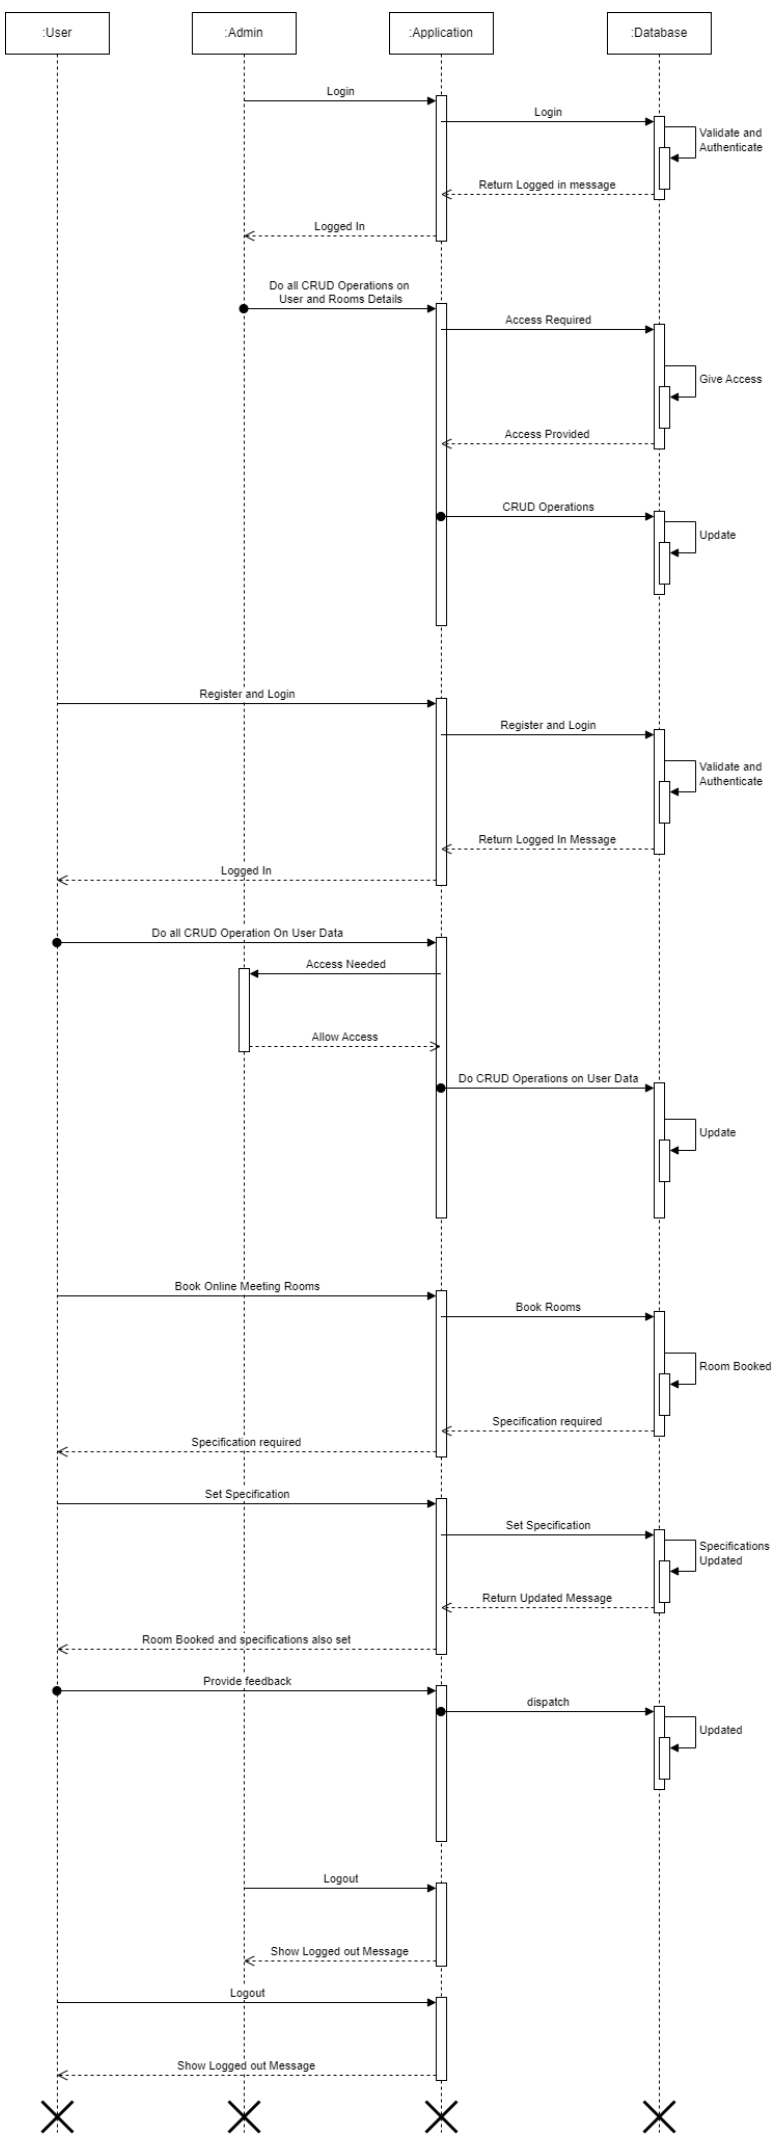 :User
:Admin
:Application
:Database
Login
Login
Validate and
Authenticate
Return Logged in message
Logged In
Do all CRUD Operations on
User and Rooms Details
Access Required
Give Access
Access Provided
CRUD Operations
Update
Register and Login
Register and Login
Validate and
Authenticate
Return Logged In Message
Logged In
Do all CRUD Operation On User Data
Access Needed
Allow Access
Do CRUD Operations on User Data
Update
Book Online Meeting Rooms
Book Rooms
Room Booked
Specification required
Specification required
Set Specification
Set Specification
Specifications
Updated
Return Updated Message
Room Booked and specifications also set
Provide feedback
dispatch
Updated
Logout
Show Logged out Message
Logout
Show Logged out Message